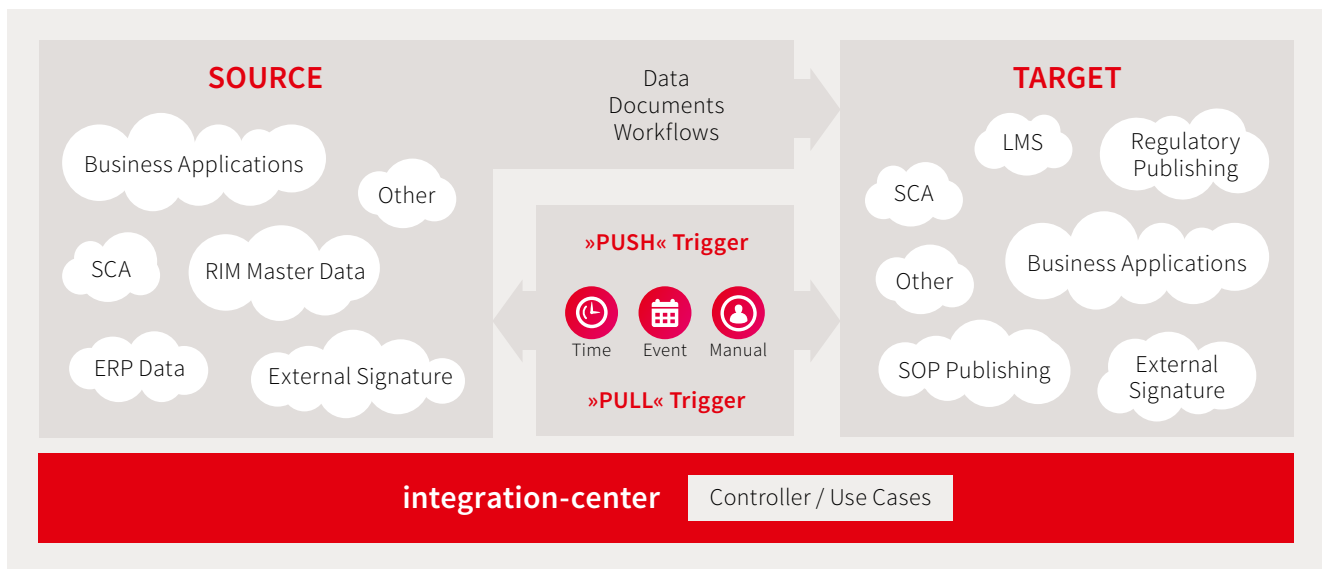 SOURCE
Business Applications
Other
SCA
RIM Master Data
ERP Data
External Signature
Data
Documents
Workflows
»PUSH« Trigger
Time
Event
Manual
»PULL« Trigger
TARGET
LMS
Regulatory
Publishing
SCA
Business Applications
Other
SOP Publishing
External
Signature
integration-center
Controller / Use Cases